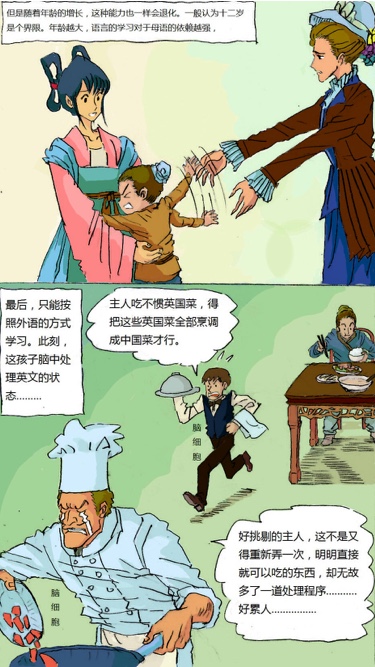 但是随着年龄的增长，这种能力也一样会退化。一般认为十二岁
是个界限。年龄越大，语言的学习对于母语的依赖越强，
最后，只能按
照外语的方式
学习。此刻，
这孩子脑中处
理英文的状
态………
主人吃不惯英国菜，得
把这些英国菜全部烹调
成中国菜才行。
脑细胞
好挑剔的主人，这不是又
得重新弄一次，明明直接
就可以吃的东西，却无故
多了一道处理程序………
好累人……………
脑细胞